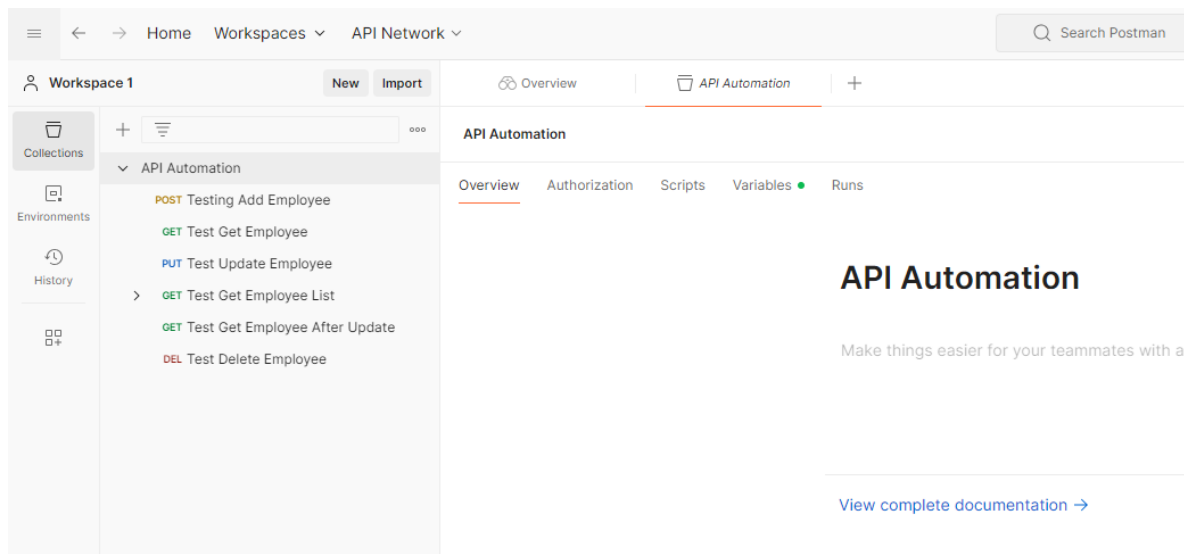 Home Workspaces API Network Search Postman
Workspace 1 New Import
Overview API Automation
Collections
Environments
History
API Automation
POST Testing Add Employee
GET Test Get Employee
PUT Test Update Employee
GET Test Get Employee List
GET Test Get Employee After Update
DEL Test Delete Employee
API Automation
Overview Authorization Scripts Variables Runs
API Automation
Make things easier for your teammates with a
View complete documentation →